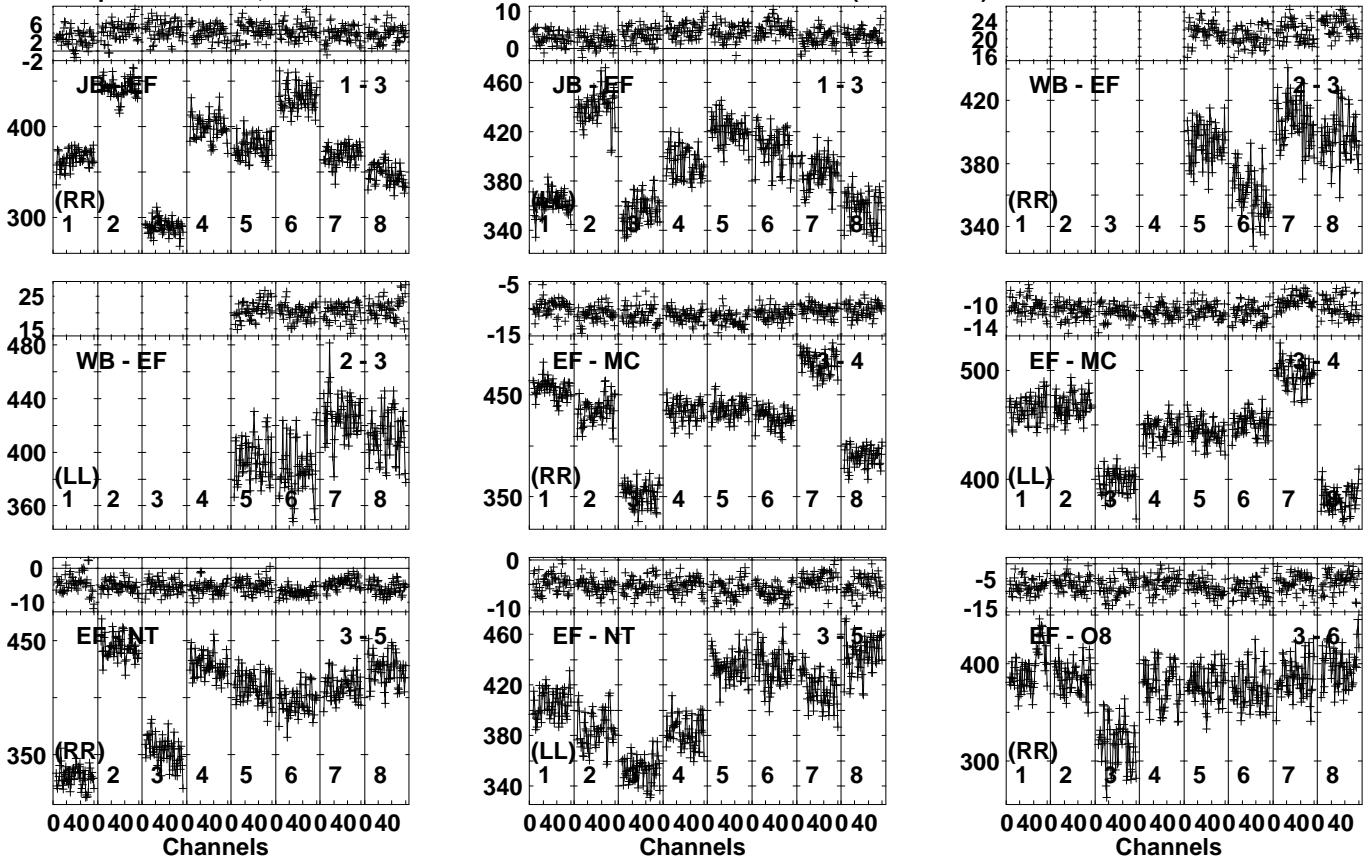 6
2
-2
JB - EF 1 - 3
400
300
(RR)
1 2 3 4 5 6 7 8
10
0
JB - EF 1 - 3
460
420
380
340
1 2 3 4 5 6 7 8
24
20
16
WB - EF 2 - 3
420
380
340
(RR)
1 2 3 4 5 6 7 8
25
15
WB - EF 2 - 3
480
440
400
360
(LL)
1 2 3 4 5 6 7 8
-5
-15
EF - MC 3 - 4
450
350
(RR)
1 2 3 4 5 6 7 8
-10
-14
EF - MC 3 - 4
500
400
(LL)
1 2 3 4 5 6 7
0
-10
EF - NT 3 - 5
450
350
(RR)
1 2 3 4 5 6 7 8
0 40 0 40 0 40 0 40 0 40 0 40 0 40 0 40
Channels
0
-10
EF - NT 3 - 5
460
420
380
340
(LL)
1 2 4 5 6 7 8
0 40 0 40 0 40 0 40 0 40 0 40 0 40 0 40
Channels
-5
-15
EF - O8 3 - 6
400
300
(RR)
1 2 3 4 5 6 7 8
0 40 0 40 0 40 0 40 0 40 0 40 0 40 0 40
Channels